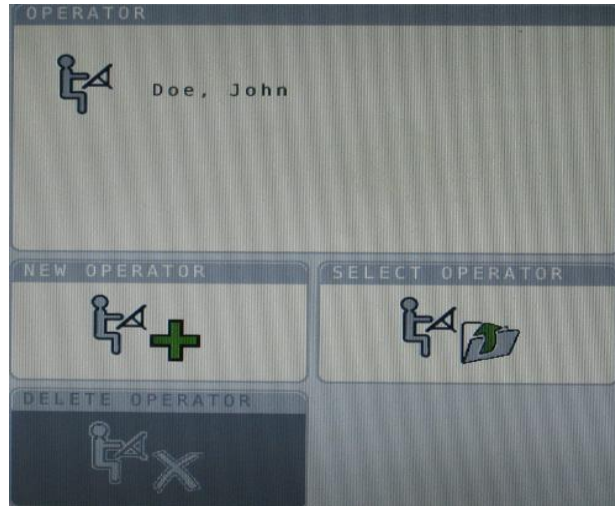 OPERATOR
Doe, John
NEW OPERATOR
SELECT OPERATOR
DELETE OPERATOR